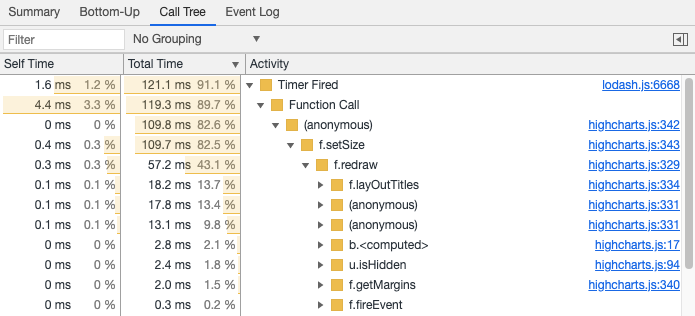 Summary Bottom-Up Call Tree Event Log
Filter No Grouping
Self Time Total Time Activity
1.6 ms 1.2 % 121.1 ms 91.1 % Timer Fired lodash.js:6668
4.4 ms 3.3 % 119.3 ms 89.7 % Function Call
0 ms 0 % 109.8 ms 82.6 % (anonymous) highcharts.js:342
0.4 ms 0.3 % 109.7 ms 82.5 % f.setSize highcharts.js:343
0.3 ms 0.3 % 57.2 ms 43.1 % f.redraw highcharts.js:329
0.1 ms 0.1 % 18.2 ms 13.7 % f.layOutTitles highcharts.js:334
0.1 ms 0.1 % 17.8 ms 13.4 % (anonymous) highcharts.js:331
0.1 ms 0.1 % 13.1 ms 9.8 % (anonymous) highcharts.js:331
0 ms 0 % 2.8 ms 2.1 % b.<computed> highcharts.js:17
0 ms 0 % 2.4 ms 1.8 % u.isHidden highcharts.js:94
0 ms 0 % 2.0 ms 1.5 % f.getMargins highcharts.js:340
0 ms 0 % 0.3 ms 0.2 % f.fireEvent